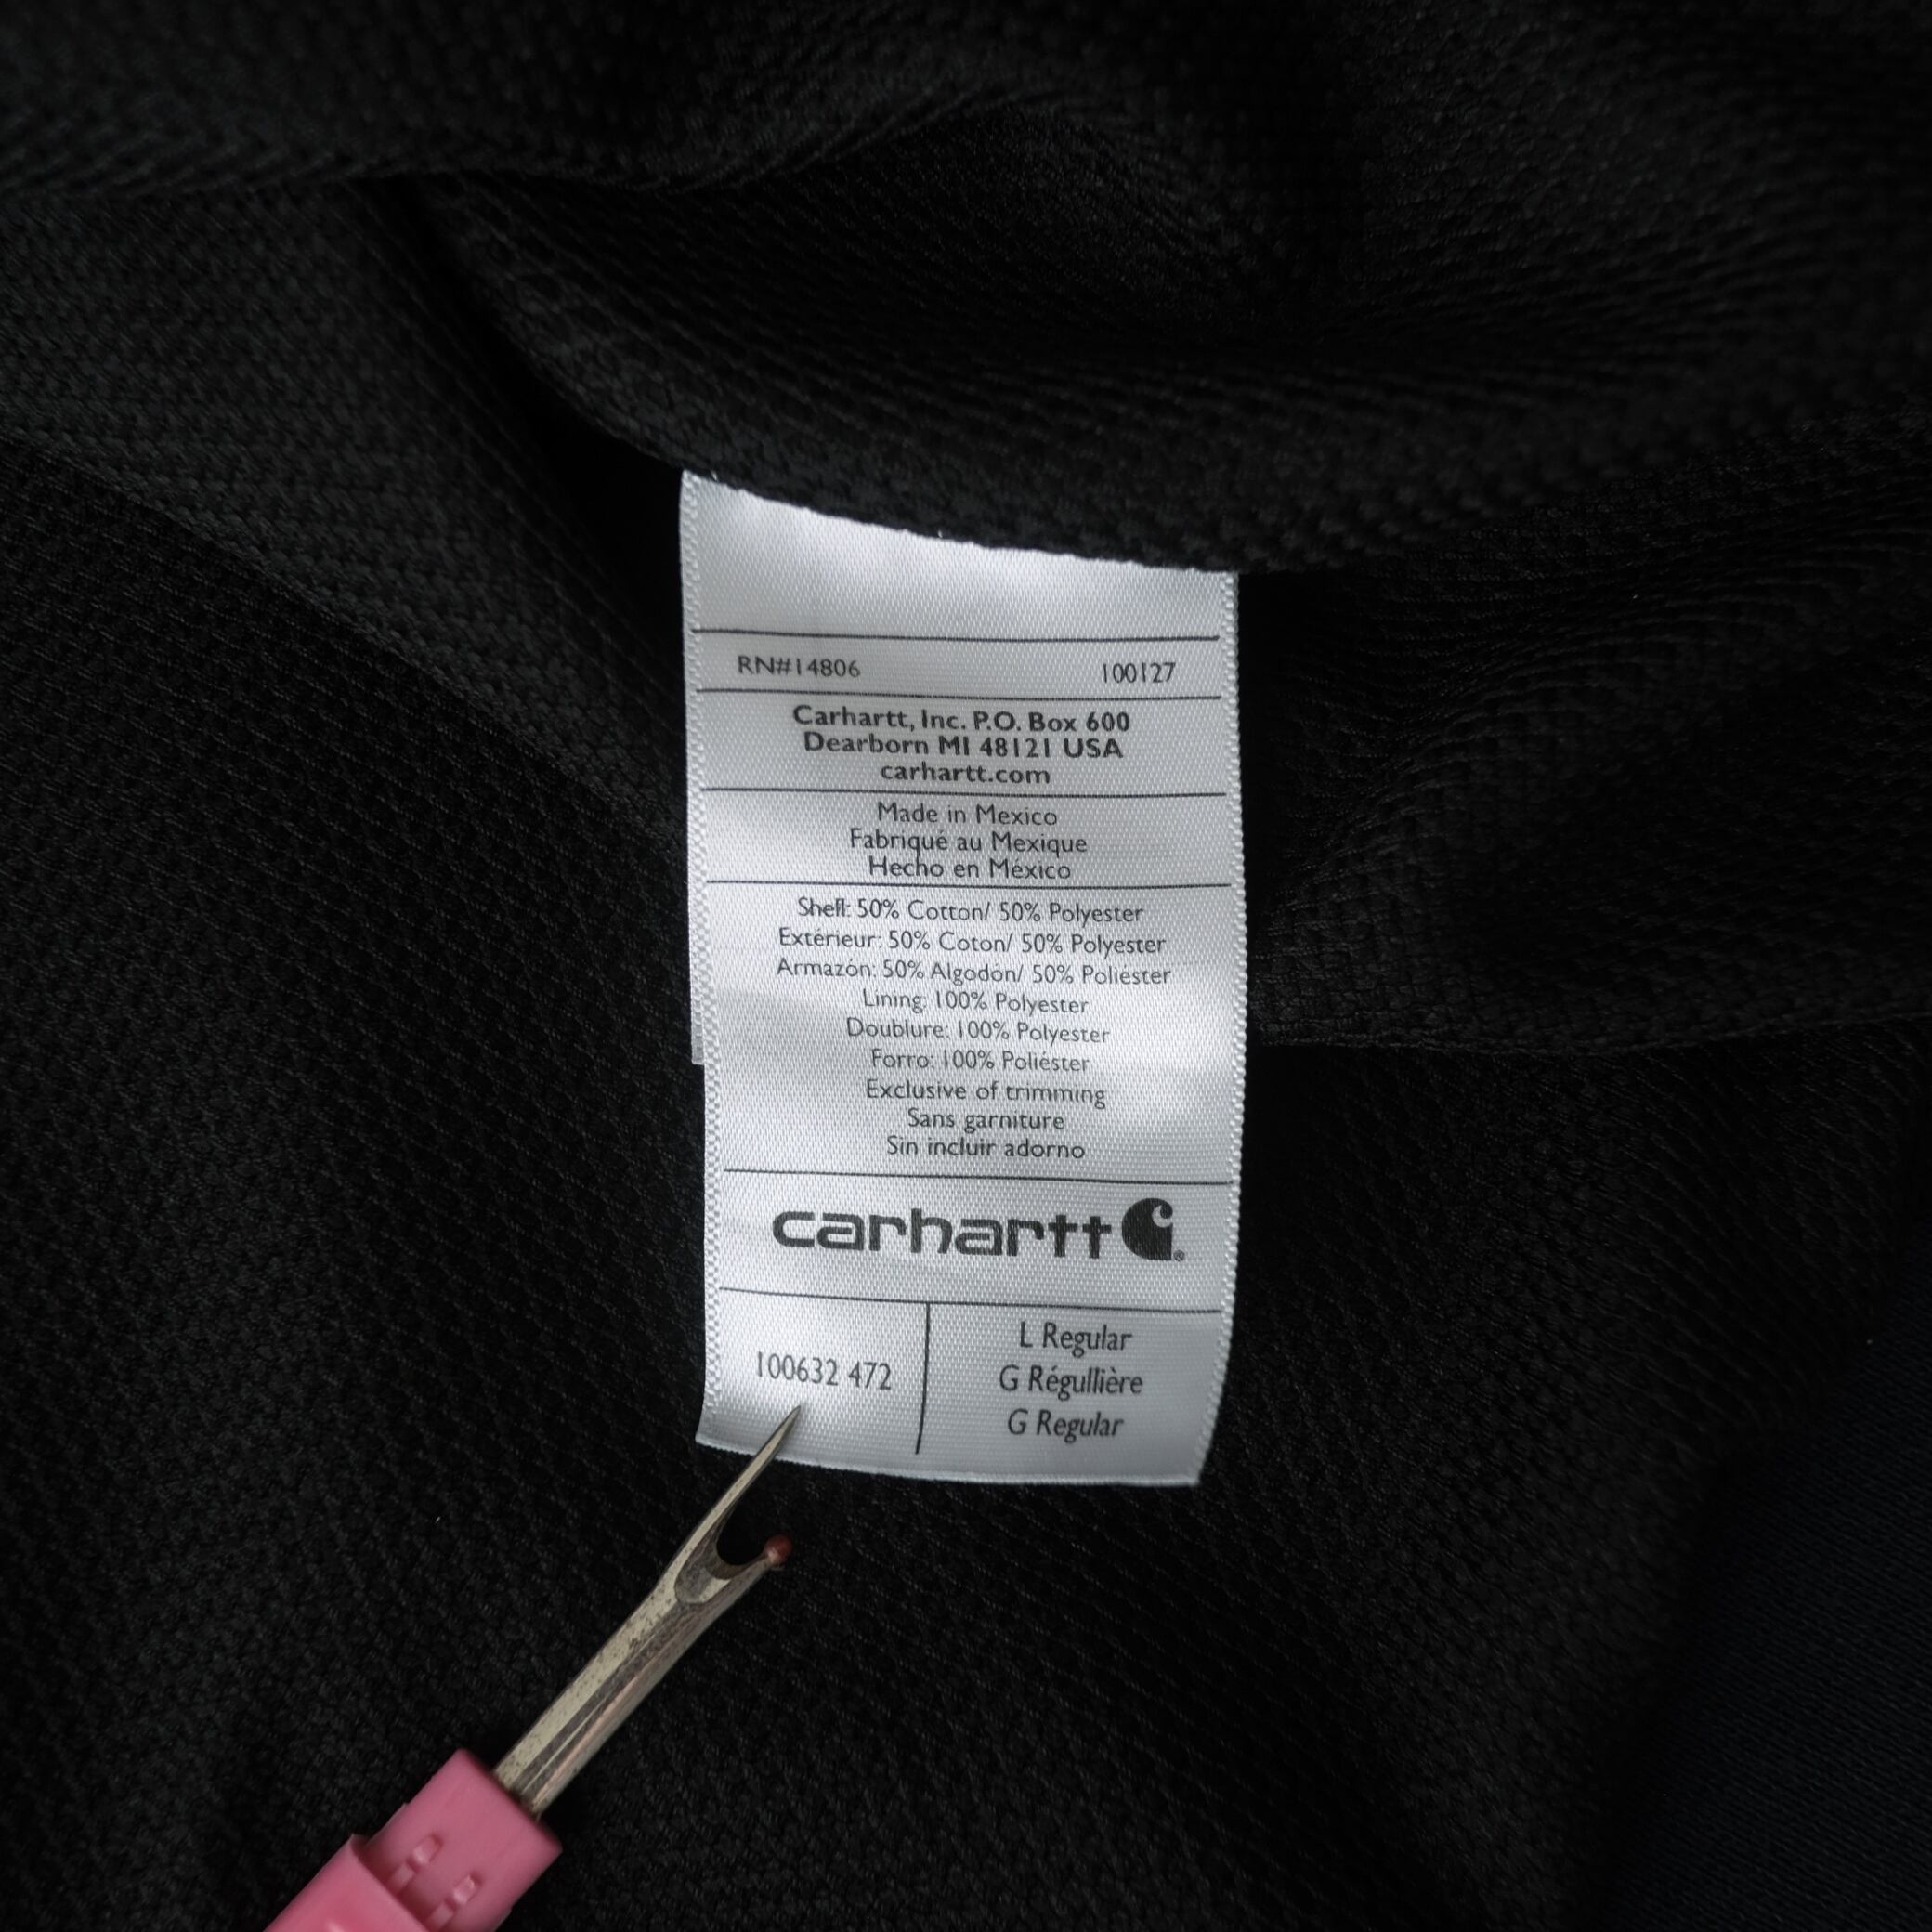 RN#14806 100127
Carhartt, Inc. P.O. Box 600
Dearborn MI 48121 USA
carhartt.com
Made in Mexico
Fabriqué au Mexique
Hecho en México
Shell: 50% Cotton/ 50% Polyester
Extérieur: 50% Coton/ 50% Polyester
Armazón: 50% Algodón/ 50% Poliester
Lining: 100% Polyester
Doublure: 100% Polyester
Forro: 100% Poliéster
Exclusive of trimming
Sans garniture
Sin incluir adorno
carhartt
100632 472
L Regular
G Régullière
G Regular